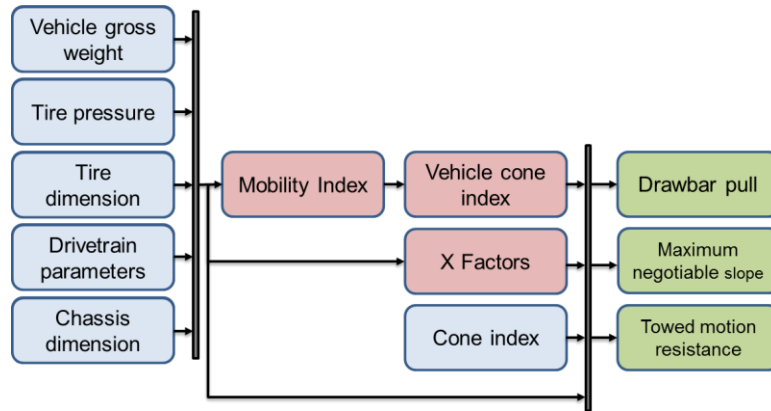 Vehicle gross
weight
Tire pressure
Tire
dimension
Drivetrain
parameters
Chassis
dimension
Mobility Index
Vehicle cone
index
X Factors
Cone index
Drawbar pull
Maximum
negotiable slope
Towed motion
resistance